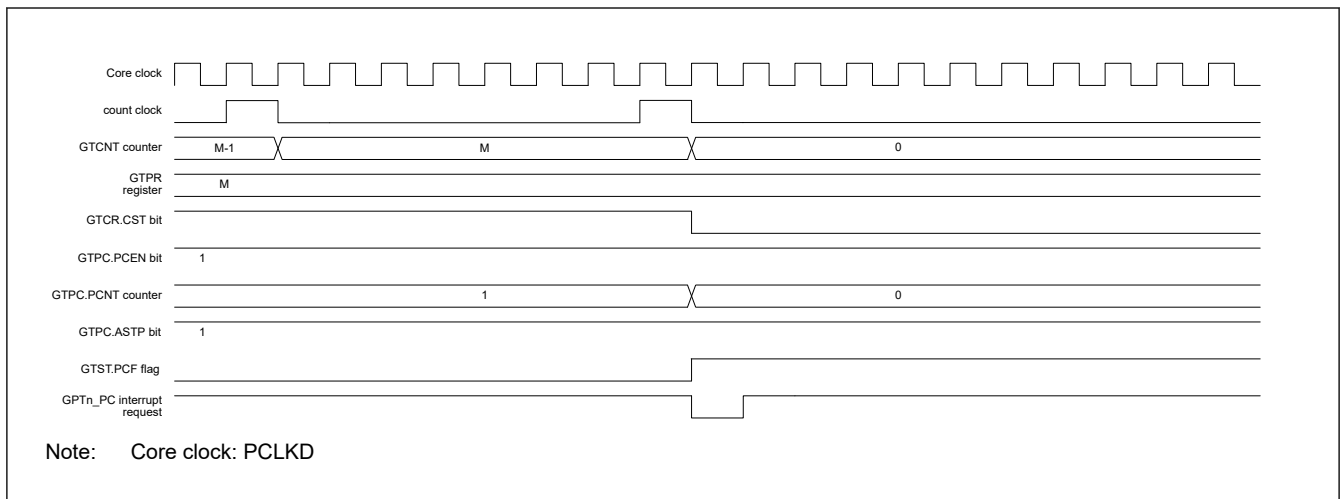 Core clock
count clock
GTCNT counter M-1 M 0
GTPR
register M
GTCR.CST bit
GTPC.PCEN bit 1
GTPC.PCNT counter 1 0
GTPC.ASTP bit 1
GTST.PCF flag
GPTn_PC interrupt
request
Note: Core clock: PCLKD